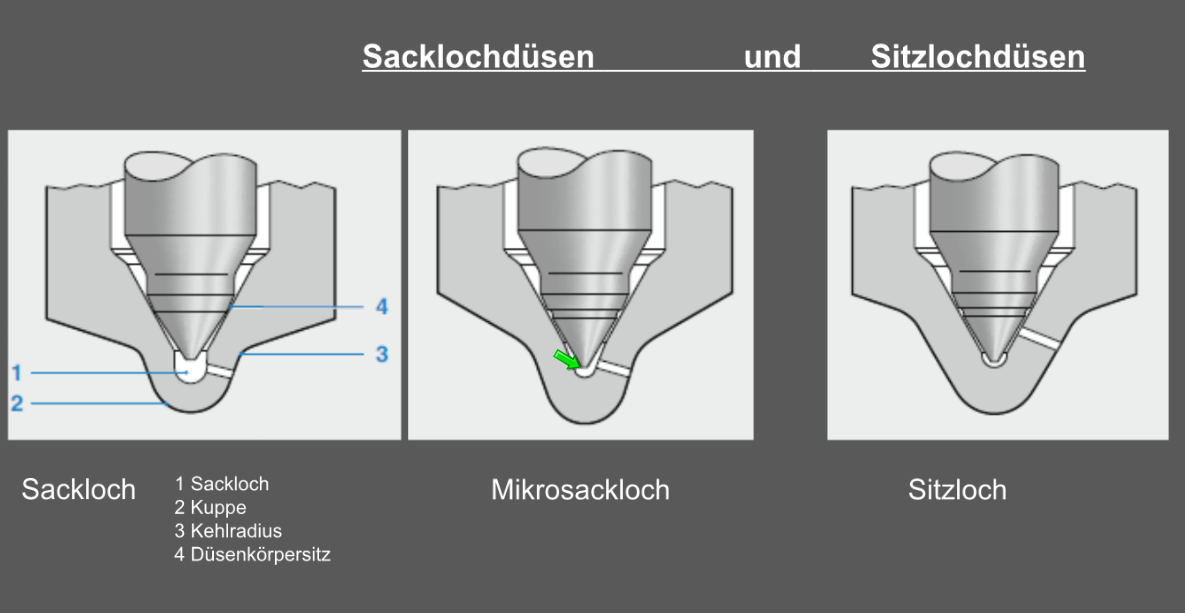 Sacklochdüsen und Sitzlochdüsen
4
3
1
2
Sackloch
1 Sackloch
2 Kuppe
3 Kehlradius
4 Düsenkörpersitz
Mikrosackloch
Sitzloch